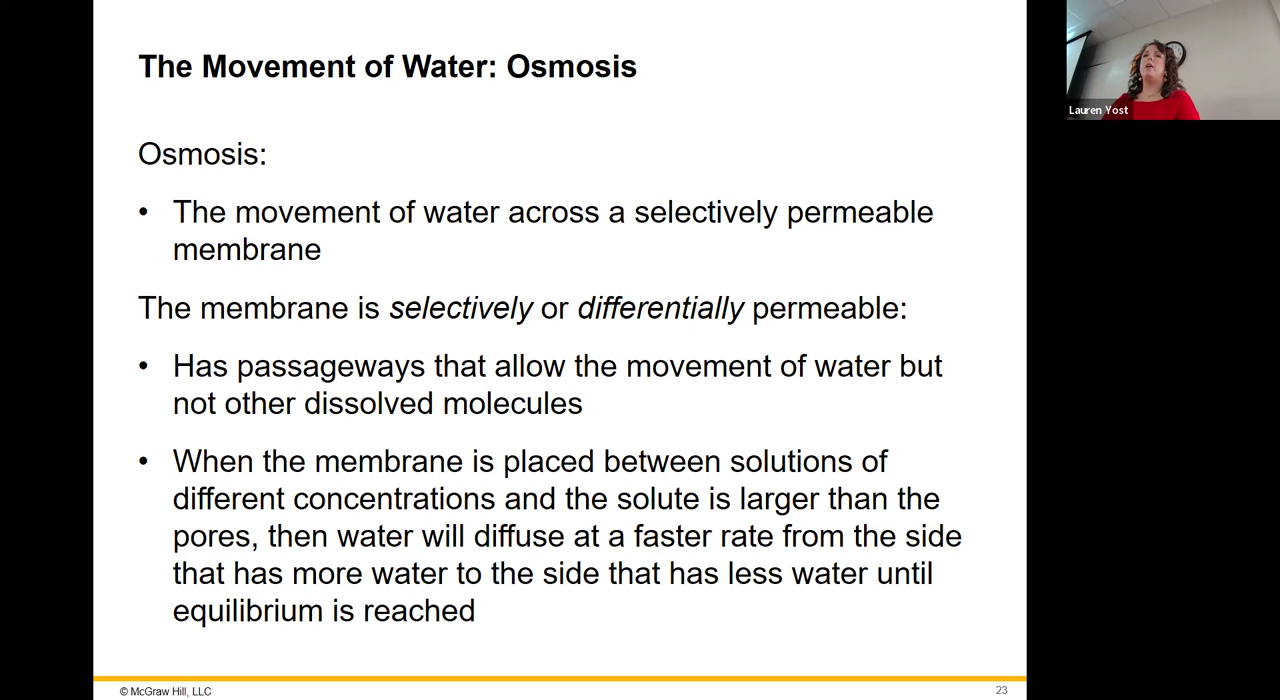 The Movement of Water: Osmosis
Lauren Yost
Osmosis:
• The movement of water across a selectively permeable
membrane
The membrane is selectively or differentially permeable:
• Has passageways that allow the movement of water but
not other dissolved molecules
• When the membrane is placed between solutions of
different concentrations and the solute is larger than the
pores, then water will diffuse at a faster rate from the side
that has more water to the side that has less water until
equilibrium is reached
© McGraw Hill, LLC
23